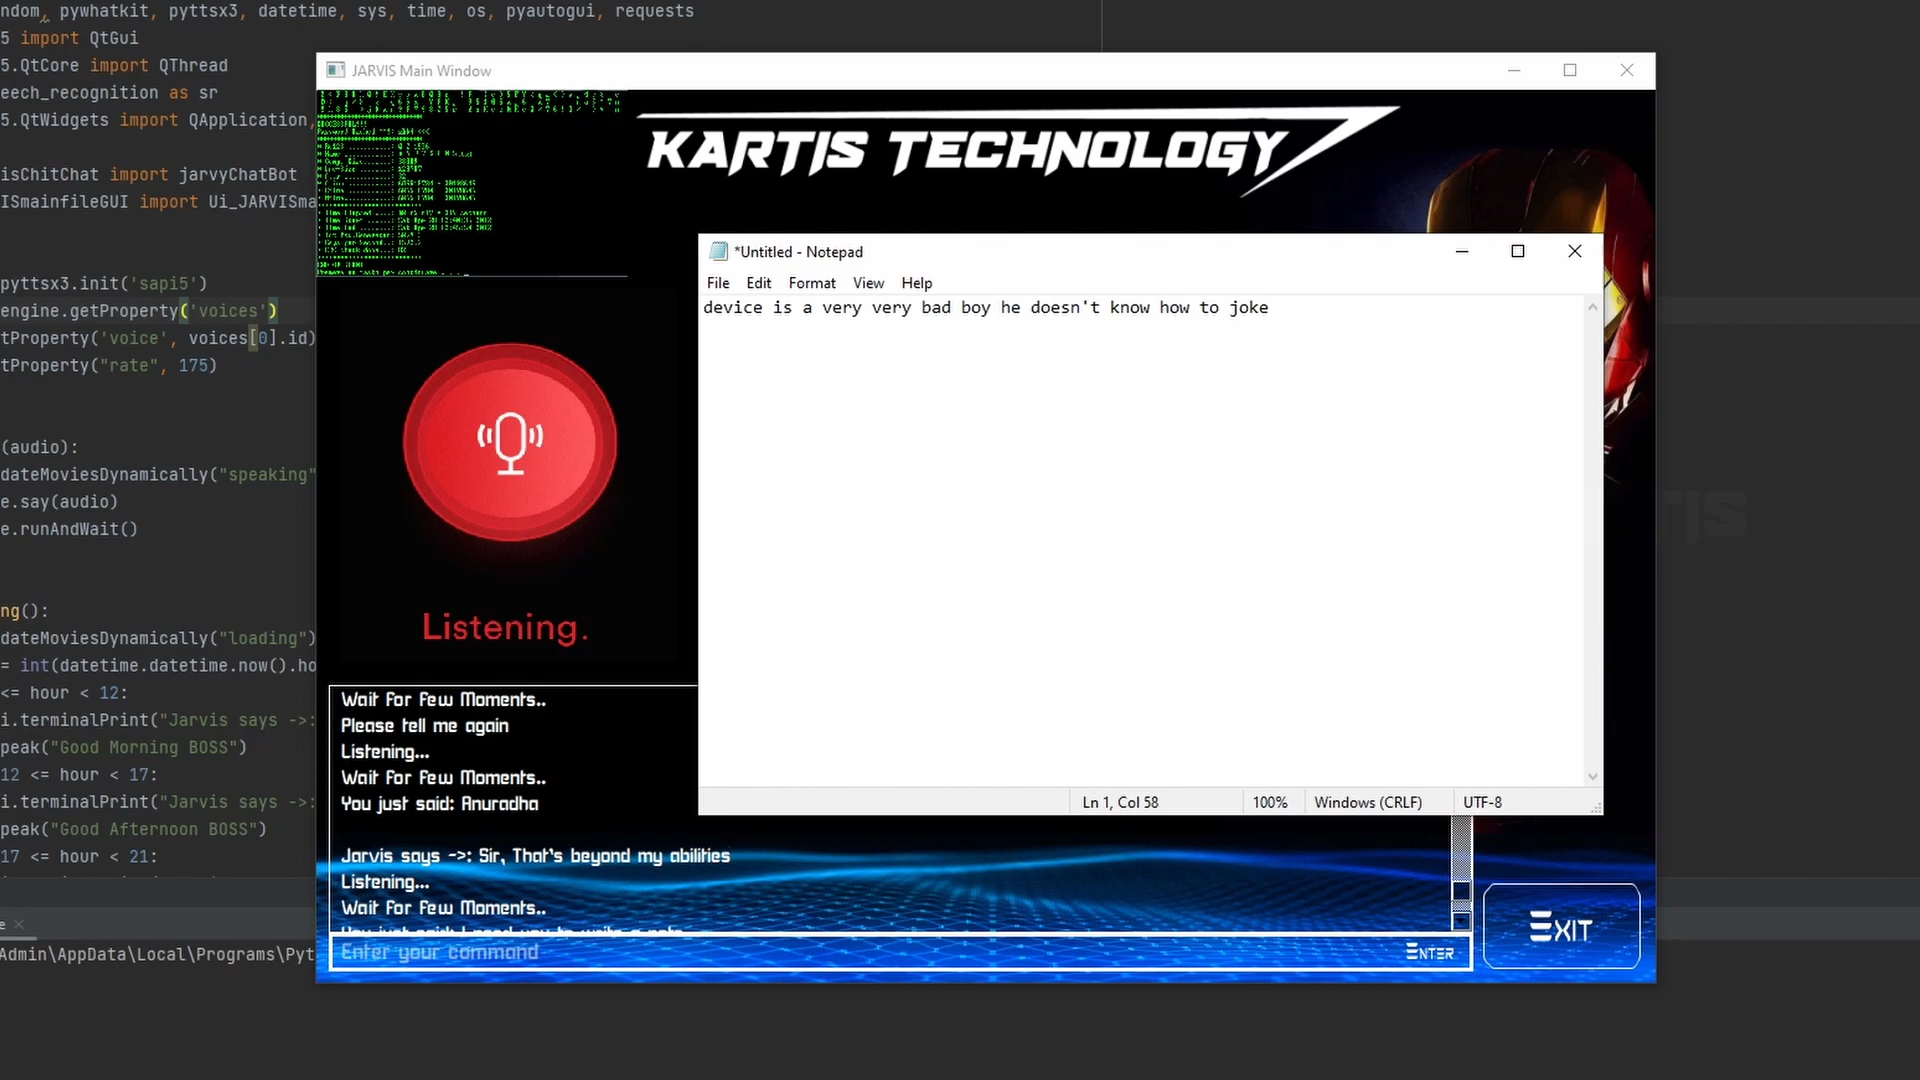 ndom, pywhatkit, pyttsx3, datetime, sys, time, os, pyautogui, requests
5 import QtGui
5.QtCore import QThread
eech_recognition as sr
5.QtWidgets import QApplication,
isChitChat import jarvyChatBot
ISmainfileGUI import Ui_JARVISma
pyttsx3.init('sapi5')
engine.getProperty('voices')
tProperty('voice', voices[0].id)
tProperty("rate", 175)
(audio):
dateMoviesDynamically("speaking"
e.say(audio)
e.runAndWait()
ng():
dateMoviesDynamically("loading")
= int(datetime.datetime.now().ho
<= hour < 12:
i.terminalPrint("Jarvis says ->:
peak("Good Morning BOSS")
12 <= hour < 17:
i.terminalPrint("Jarvis says ->:
peak("Good Afternoon BOSS")
17 <= hour < 21:
e
Admin\AppData\Local\Programs\Pyt
JARVIS Main Window
KARTIS TECHNOLOGY
Listening.
Wait For Few Moments..
Please tell me again
Listening...
Wait For Few Moments..
You just said: Anuradha
Jarvis says ->: Sir, That's beyond my abilities
Listening...
Wait For Few Moments..
You just said: I need you to write a note
Enter your command
ENTER
EXIT
*Untitled - Notepad
File Edit Format View Help
device is a very very bad boy he doesn't know how to joke
Ln 1, Col 58
100%
Windows (CRLF)
UTF-8